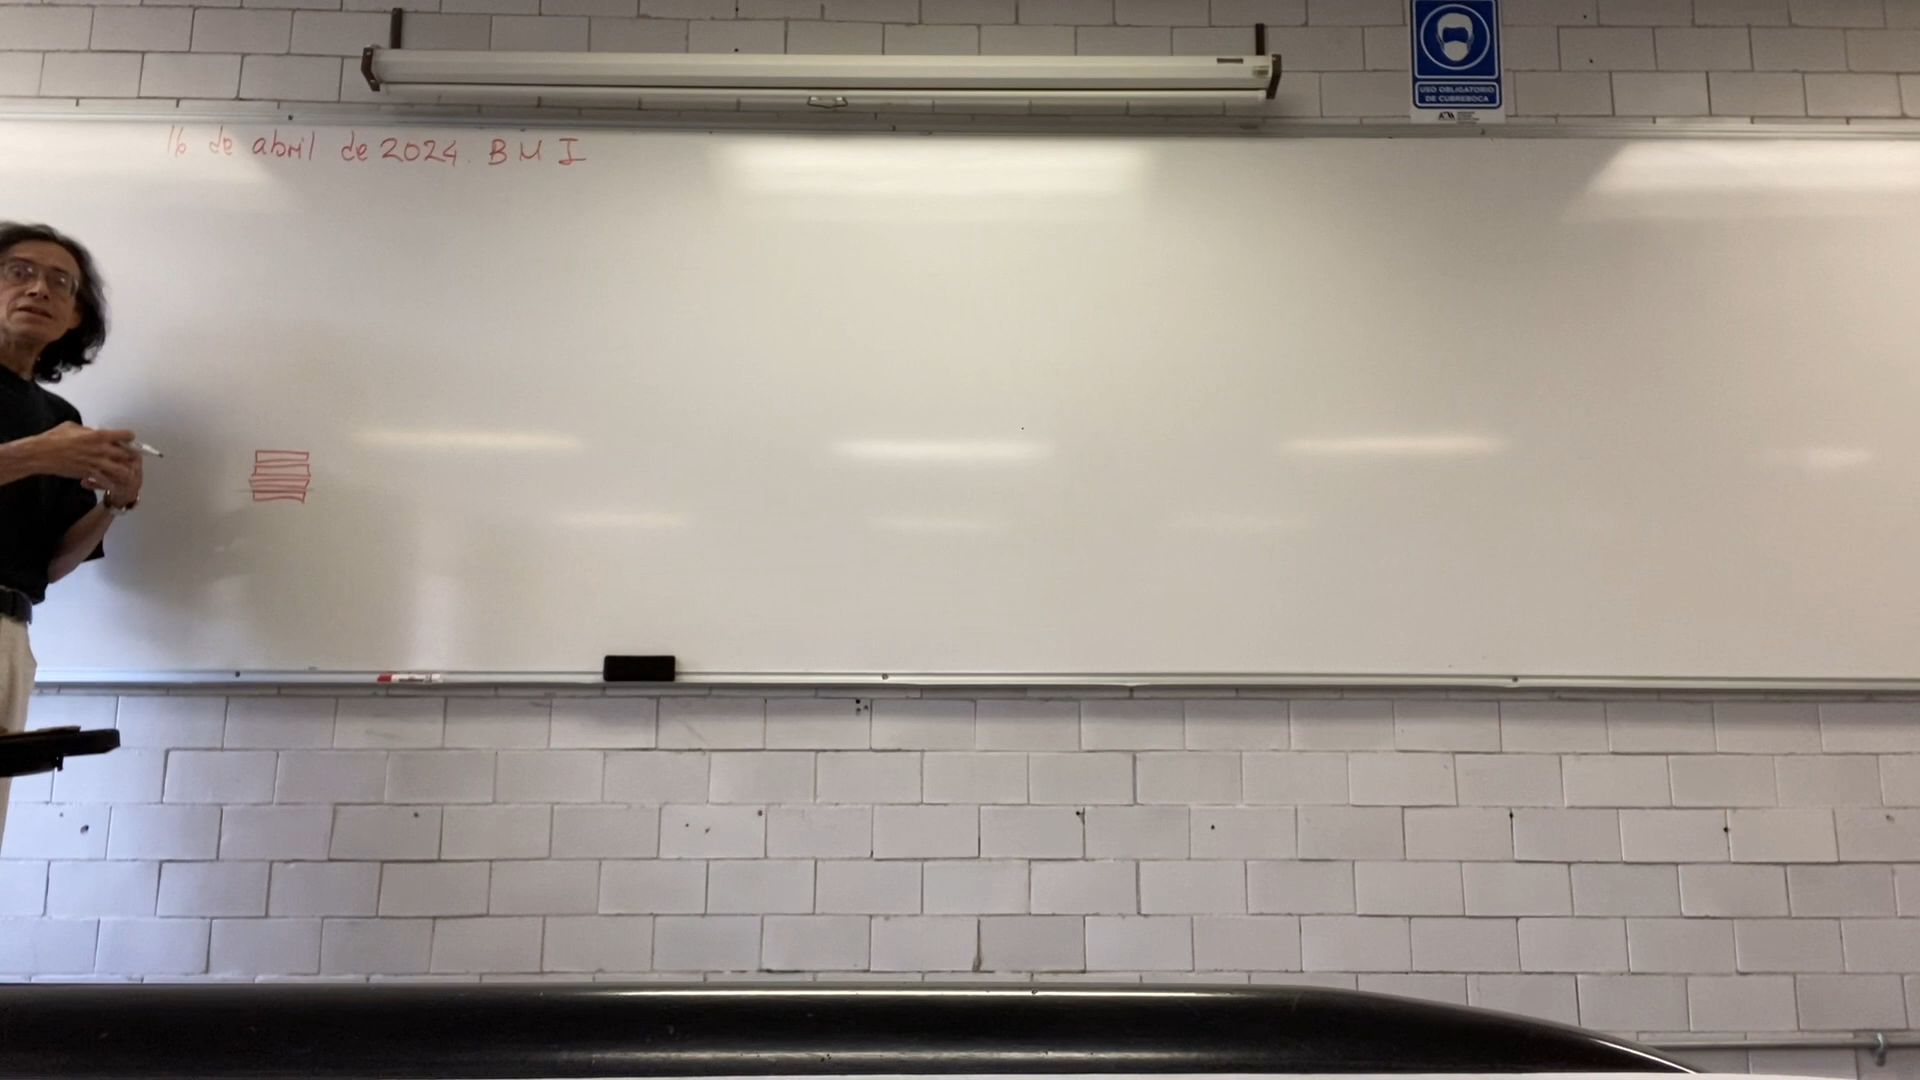 USO OBLIGATORIO
DE CUBREBOCA
16 de abril de 2024. B M I